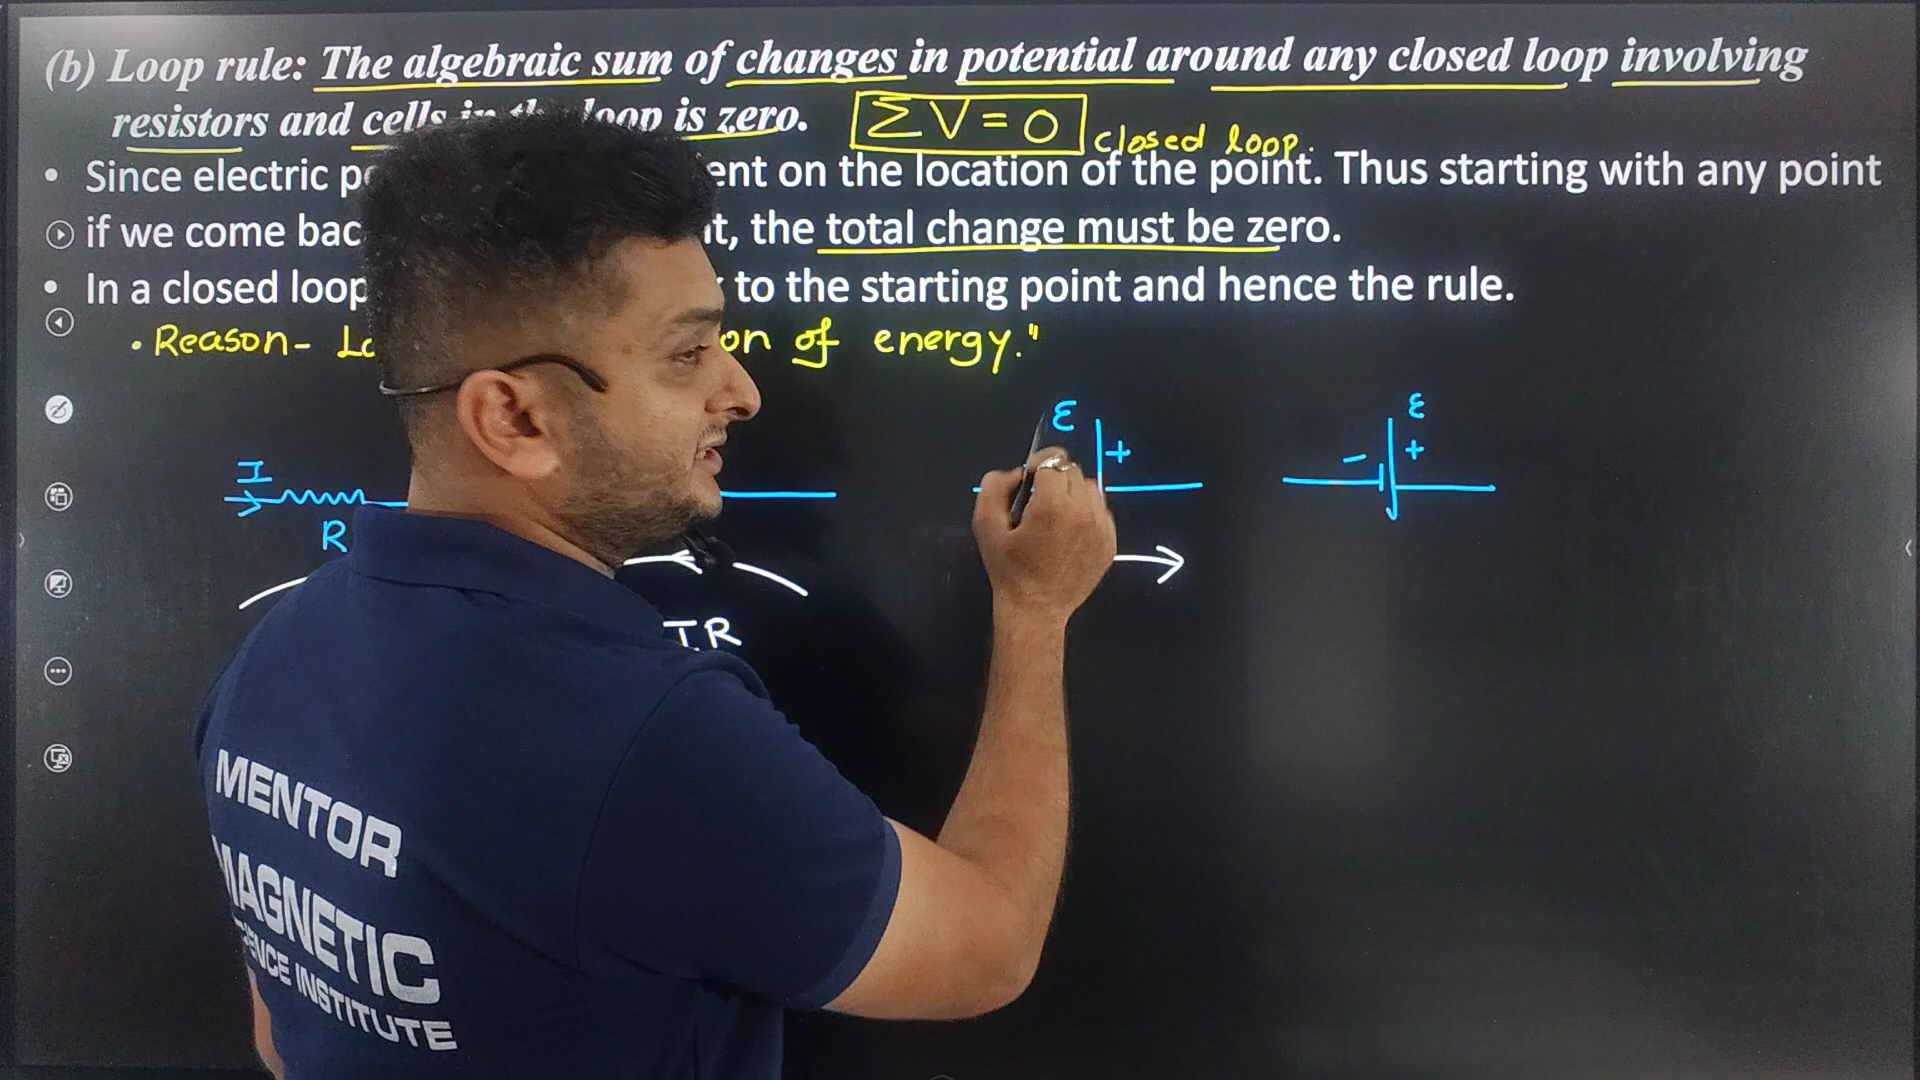 (b) Loop rule: The algebraic sum of changes in potential around any closed loop involving
resistors and cells in the loop is zero. ΣV=0 closed loop.
• Since electric ent on the location of the point. Thus starting with any point
if we come bac t, the total change must be zero.
• In a closed loop to the starting point and hence the rule.
• Reason- on of energy."
I
R
IR
ε
+
ε
-
+
MENTOR
MAGNETIC
INSTITUTE